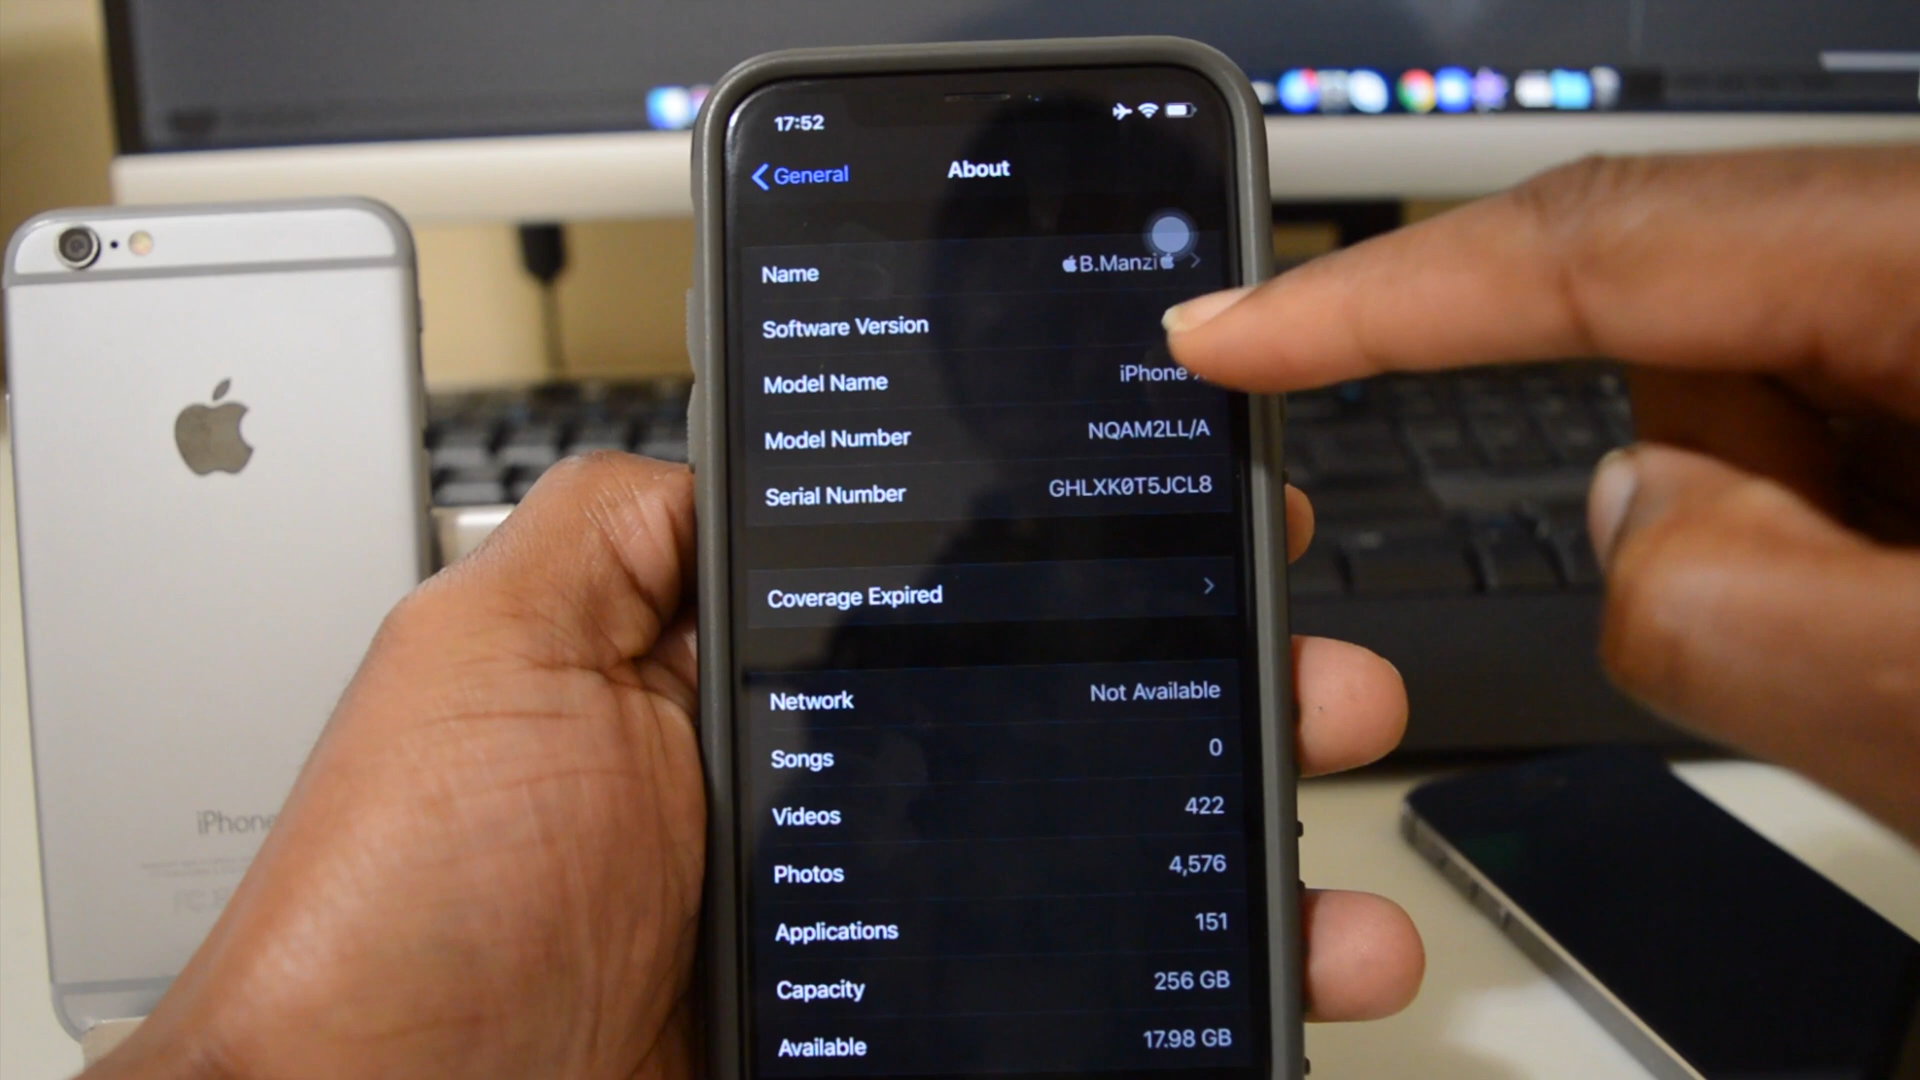 17:52
General
About
Name B.Manzi
Software Version
Model Name iPhone
Model Number NQAM2LL/A
Serial Number GHLXK0T5JCL8
Coverage Expired
Network Not Available
Songs 0
Videos 422
Photos 4,576
Applications 151
Capacity 256 GB
Available 17.98 GB
iPhone